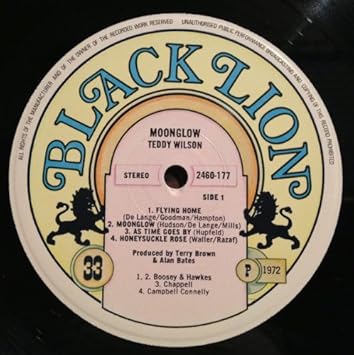 ALL RIGHTS OF THE MANUFACTURER AND OF THE OWNER OF THE RECORDED WORK RESERVED
UNAUTHORISED PUBLIC PERFORMANCE, BROADCASTING AND COPYING OF THIS RECORD PROHIBITED
BLACK LION
MOONGLOW
TEDDY WILSON
STEREO 2460-177
SIDE 1
1. FLYING HOME
(De Lange/Goodman/Hampton)
2. MOONGLOW (Hudson/De Lange/Mills)
3. AS TIME GOES BY (Hupfeld)
4. HONEYSUCKLE ROSE (Waller/Razaf)
Produced by Terry Brown
& Alan Bates
33
P 1972
1. 2. Boosey & Hawkes
3. Chappell
4. Campbell Connelly